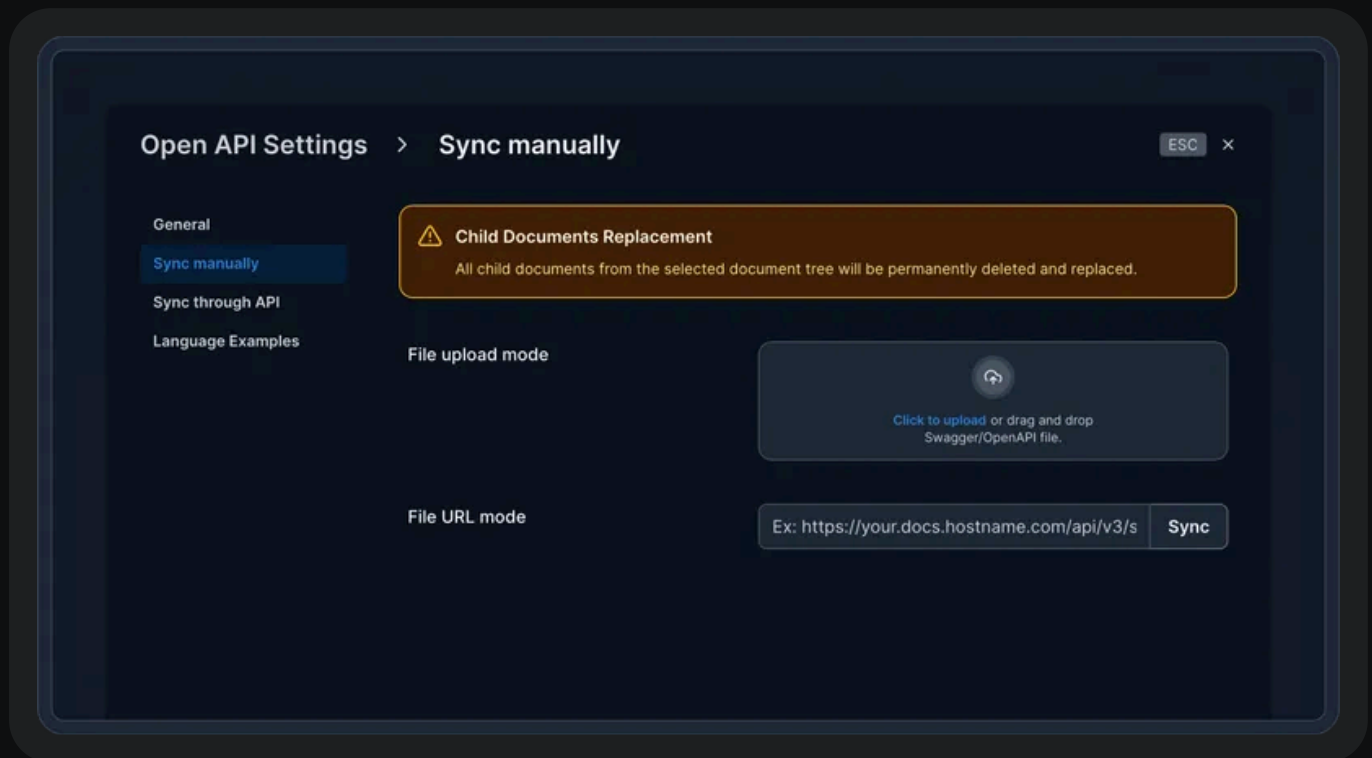 Open API Settings > Sync manually
ESC ×
General
Sync manually
Sync through API
Language Examples
Child Documents Replacement
All child documents from the selected document tree will be permanently deleted and replaced.
File upload mode
Click to upload or drag and drop
Swagger/OpenAPI file.
File URL mode
Ex: https://your.docs.hostname.com/api/v3/s
Sync